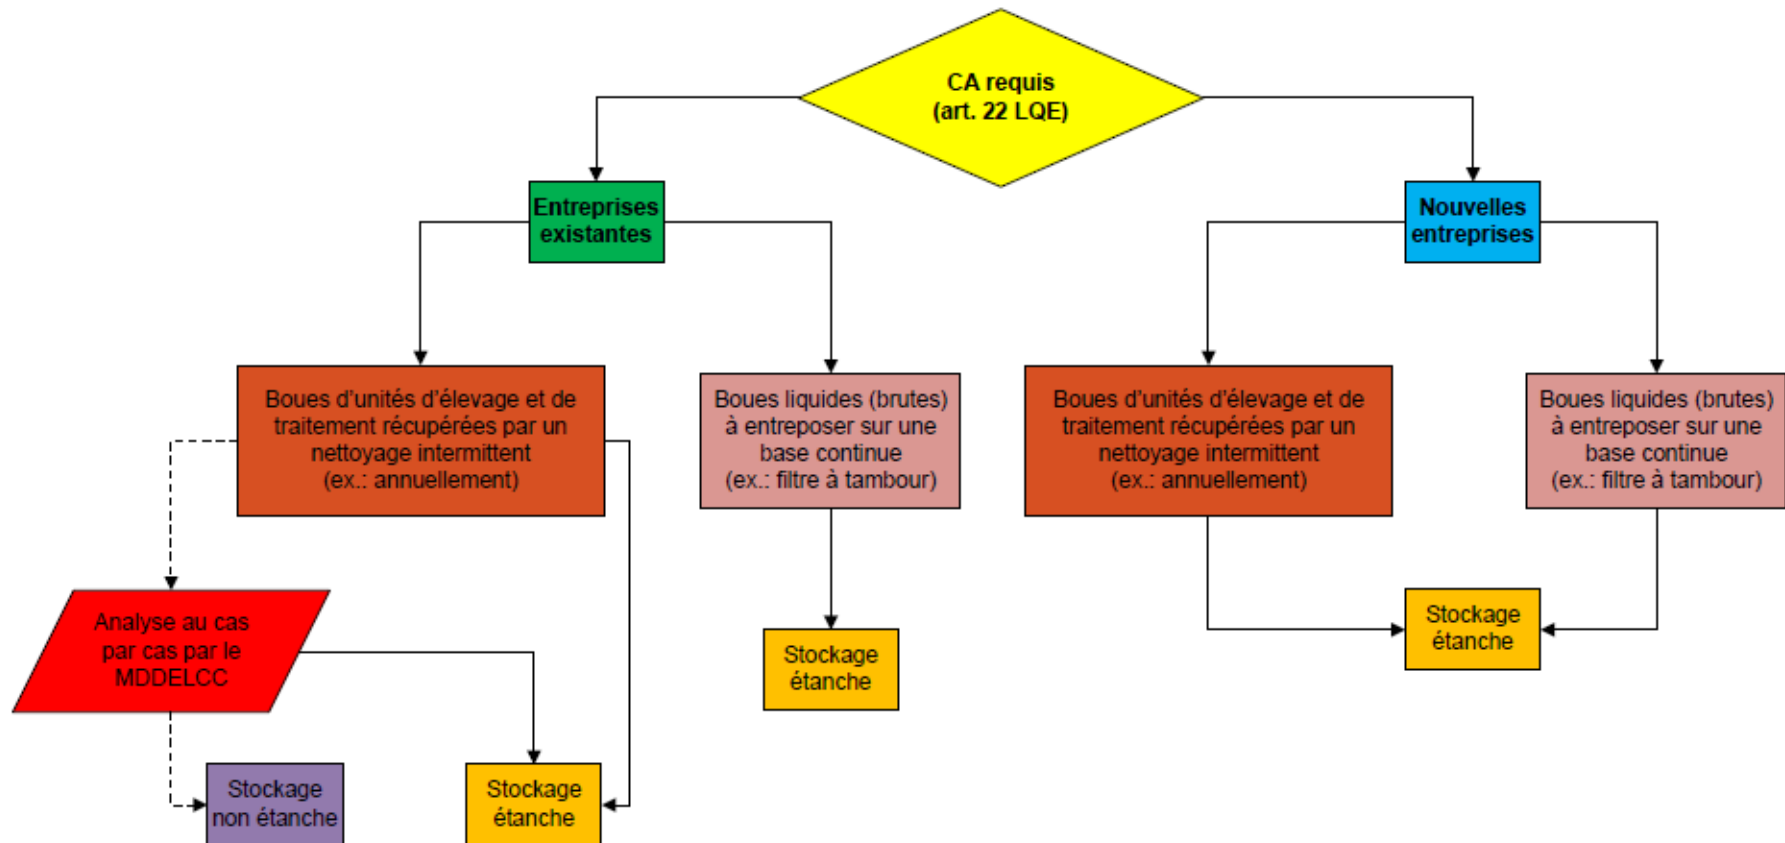 CA requis
(art. 22 LQE)
Entreprises
existantes
Nouvelles
entreprises
Boues d'unités d'élevage et de
traitement récupérées par un
nettoyage intermittent
(ex.: annuellement)
Boues liquides (brutes)
à entreposer sur une
base continue
(ex.: filtre à tambour)
Boues d'unités d'élevage et de
traitement récupérées par un
nettoyage intermittent
(ex.: annuellement)
Boues liquides (brutes)
à entreposer sur une
base continue
(ex.: filtre à tambour)
Analyse au cas
par cas par le
MDDELCC
Stockage
étanche
Stockage
étanche
Stockage
non étanche
Stockage
étanche